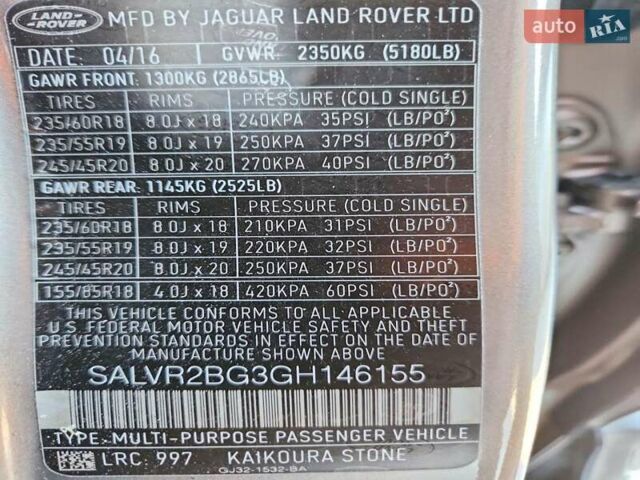 LAND-
ROVER
MFD BY JAGUAR LAND ROVER LTD
DATE: 04/16 GVWR 2350KG (5180LB)
GAWR FRONT: 1300KG (2865LB)
TIRES RIMS PRESSURE (COLD SINGLE)
235/60R18 8.0J x 18 240KPA 35PSI (LB/PO²)
235/55R19 8.0J x 19 250KPA 37PSI (LB/PO²)
245/45R20 8.0J x 20 270KPA 40PSI (LB/PO²)
GAWR REAR: 1145KG (2525LB)
TIRES RIMS PRESSURE (COLD SINGLE)
235/60R18 8.0J x 18 210KPA 31PSI (LB/PO²)
235/55R19 8.0J x 19 220KPA 32PSI (LB/PO²)
245/45R20 8.0J x 20 250KPA 37PSI (LB/PO²)
155/85R18 4.0J x 18 420KPA 60PSI (LB/PO²)
THIS VEHICLE CONFORMS TO ALL APPLICABLE
U.S. FEDERAL MOTOR VEHICLE SAFETY AND THEFT
PREVENTION STANDARDS IN EFFECT ON THE DATE OF
MANUFACTURE SHOWN ABOVE.
SALVR2BG3GH146155
TYPE: MULTI-PURPOSE PASSENGER VEHICLE
LRC: 997 KAIKOURA STONE
GJ32-1532-BA
AUTO
RIA.com